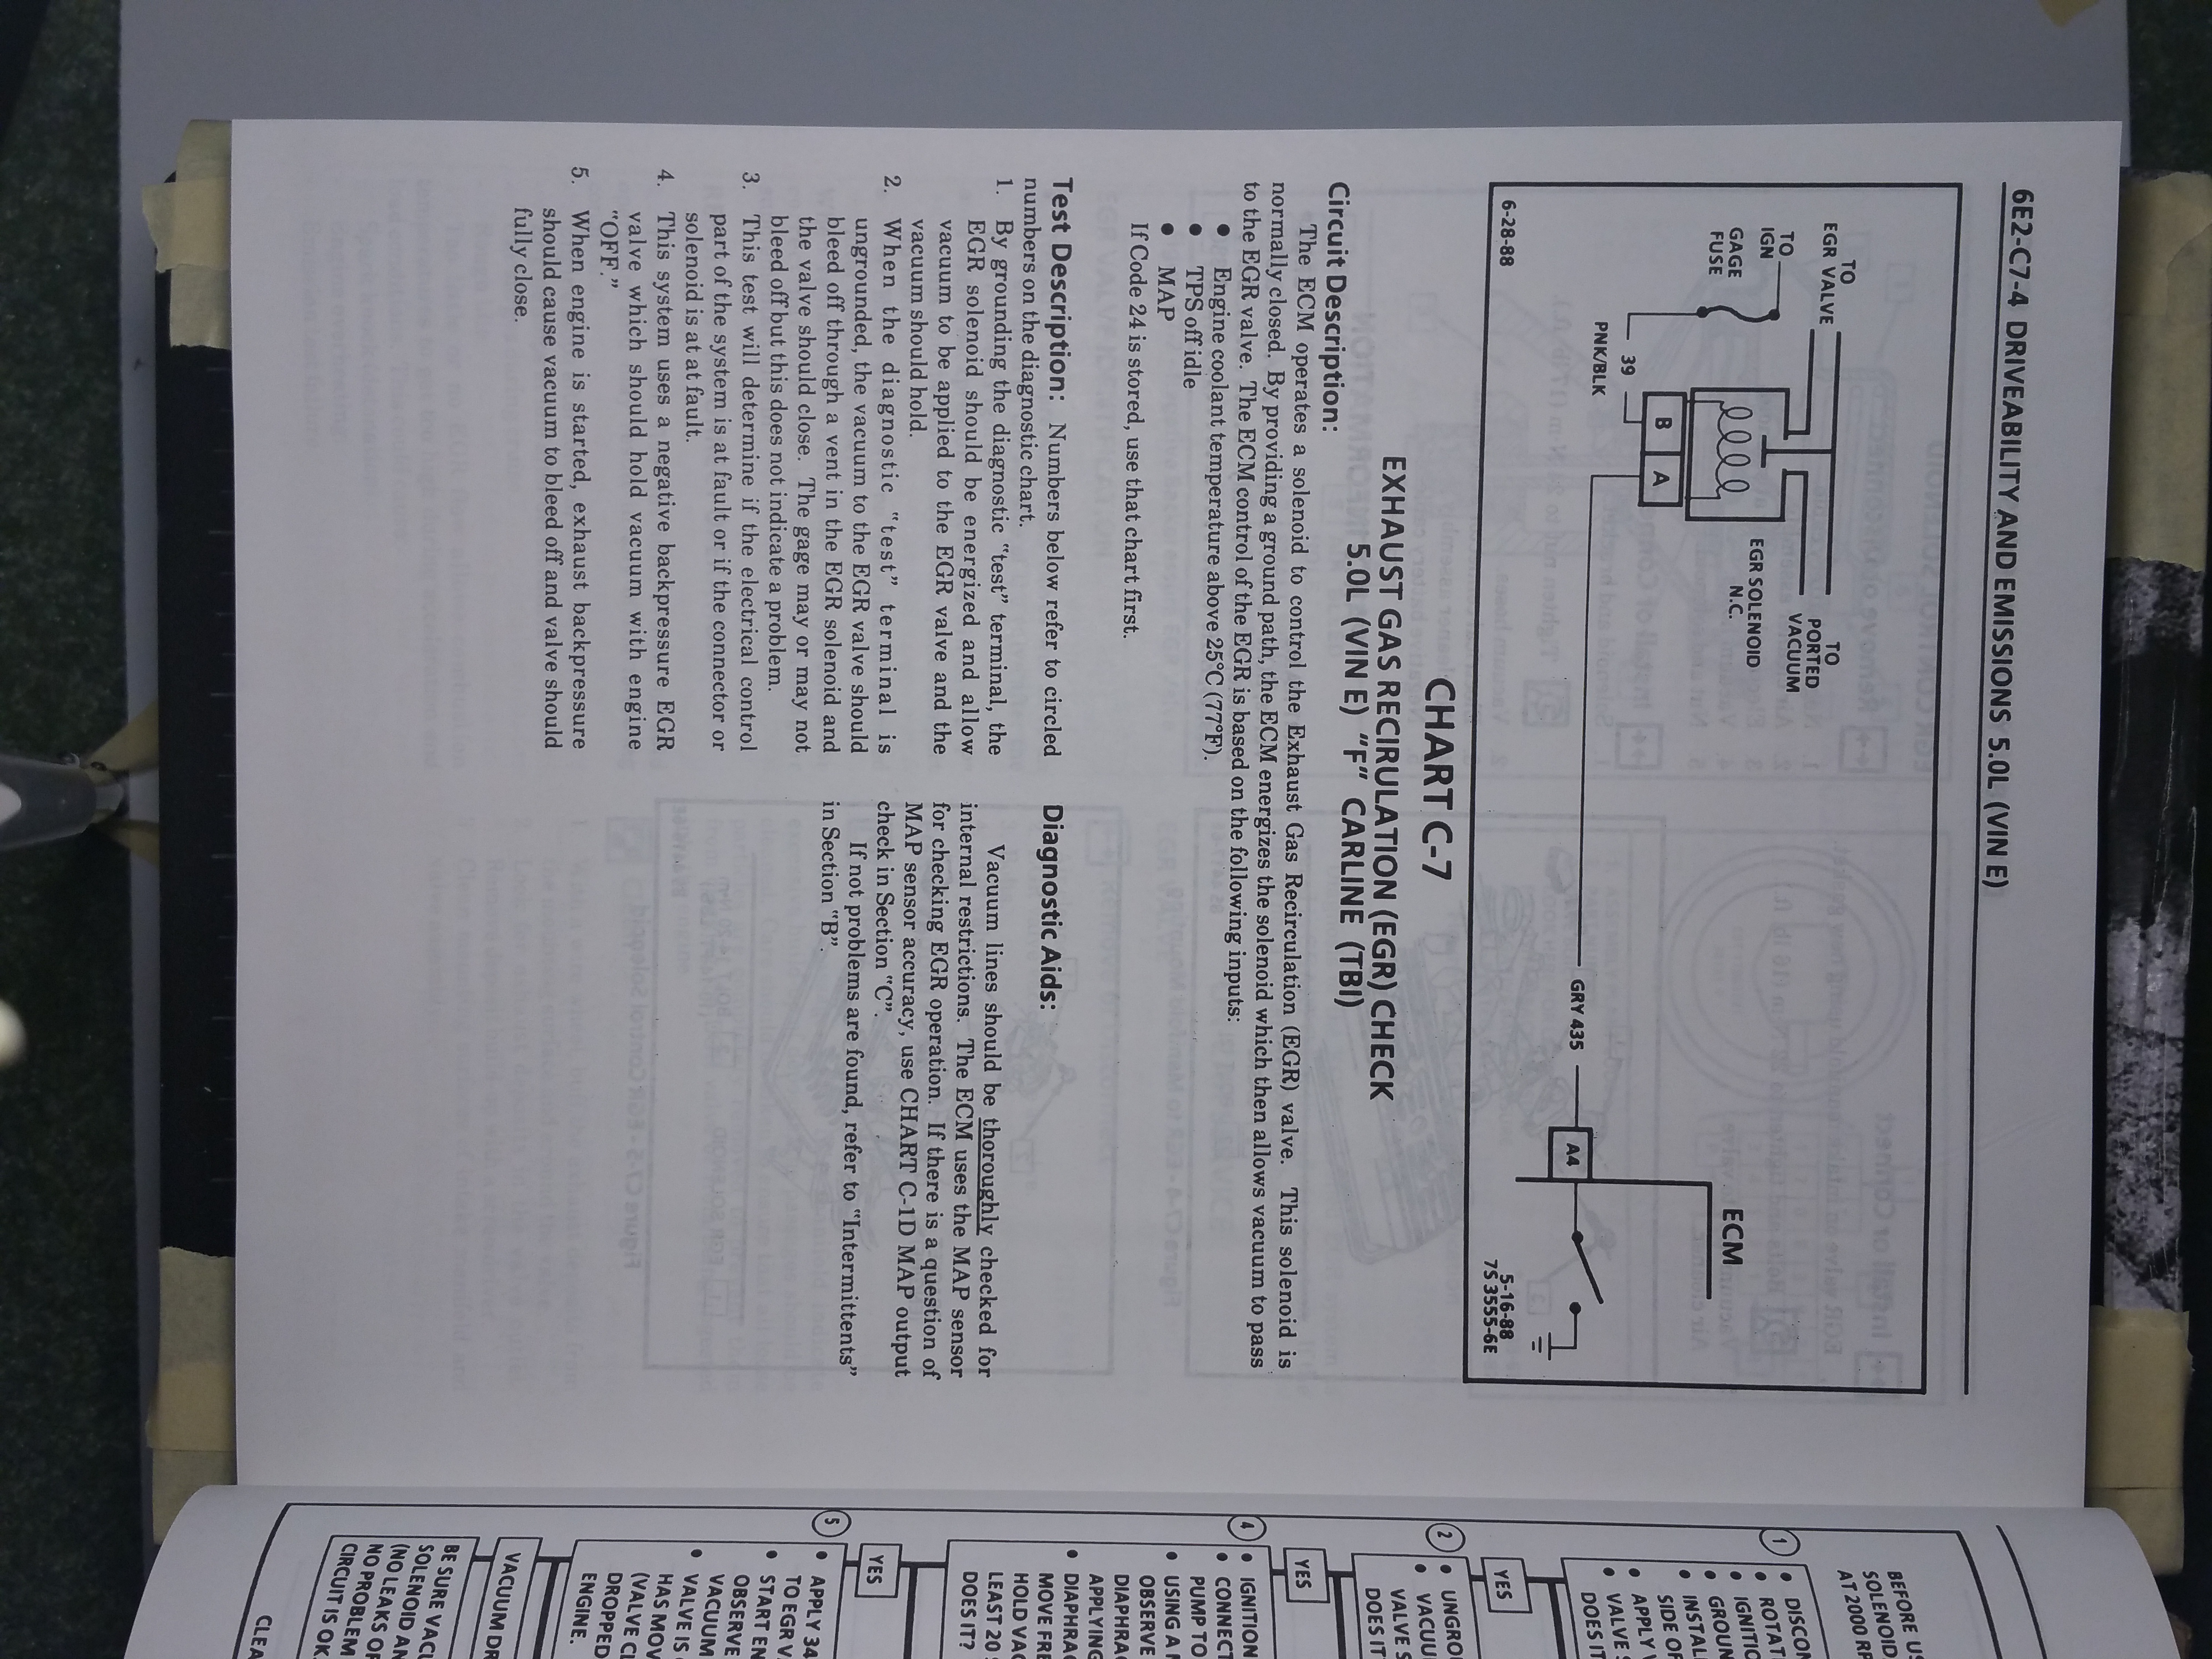 6E2-C7-4 DRIVEABILITY AND EMISSIONS 5.0L (VIN E)
TO
EGR VALVE
TO
IGN
GAGE
FUSE
39
PNK/BLK
B
A
TO
PORTED
VACUUM
EGR SOLENOID
N.C.
GRY 435
A4
ECM
6-28-88
5-16-88
7S 3555-6E
CHART C-7
EXHAUST GAS RECIRULATION (EGR) CHECK
5.0L (VIN E) "F" CARLINE (TBI)
Circuit Description:
The ECM operates a solenoid to control the Exhaust Gas Recirculation (EGR) valve. This solenoid is
normally closed. By providing a ground path, the ECM energizes the solenoid which then allows vacuum to pass
to the EGR valve. The ECM control of the EGR is based on the following inputs:
● Engine coolant temperature above 25°C (77°F).
● TPS off idle
● MAP
If Code 24 is stored, use that chart first.
Test Description: Numbers below refer to circled
numbers on the diagnostic chart.
1. By grounding the diagnostic "test" terminal, the
EGR solenoid should be energized and allow
vacuum to be applied to the EGR valve and the
vacuum should hold.
2. When the diagnostic "test" terminal is
ungrounded, the vacuum to the EGR valve should
bleed off through a vent in the EGR solenoid and
the valve should close. The gage may or may not
bleed off but this does not indicate a problem.
3. This test will determine if the electrical control
part of the system is at fault or if the connector or
solenoid is at at fault.
4. This system uses a negative backpressure EGR
valve which should hold vacuum with engine
"OFF."
5. When engine is started, exhaust backpressure
should cause vacuum to bleed off and valve should
fully close.
Diagnostic Aids:
Vacuum lines should be thoroughly checked for
internal restrictions. The ECM uses the MAP sensor
for checking EGR operation. If there is a question of
MAP sensor accuracy, use CHART C-1D MAP output
check in Section "C".
If not problems are found, refer to "Intermittents"
in Section "B".
BEFORE US
SOLENOID
AT 2000 RP
1
● DISCON
● ROTAT
● IGNITIO
● GROUN
● INSTALL
SIDE OF
● APPLY V
● VALVE S
DOES IT
YES
2
● UNGRO
● VACUU
VALVE S
DOES IT
YES
4
● IGNITION
● CONNECT
PUMP TO
● USING A
OBSERVE
DIAPHRA
APPLYING
● DIAPHRAG
MOVE FRE
HOLD VAC
LEAST 20
DOES IT?
YES
5
● APPLY 34
TO EGR V
● START EN
OBSERVE
VACUUM
● VALVE IS
HAS MOV
(VALVE CL
DROPPED
ENGINE.
VACUUM DR
BE SURE VACU
SOLENOID AN
(NO LEAKS OR
NO PROBLEM
CIRCUIT IS OK
CLEA